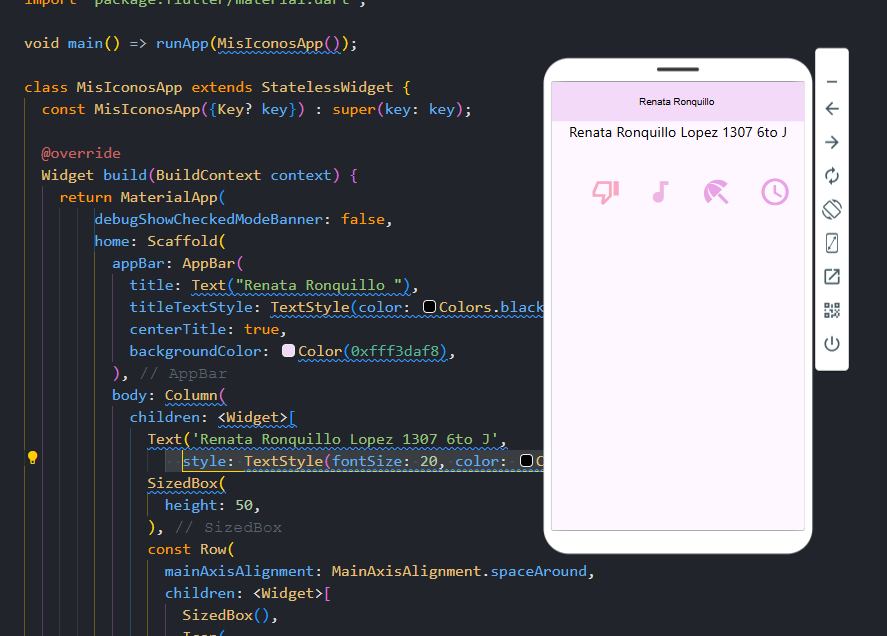 import 'package:flutter/material.dart';
void main() => runApp(MisIconosApp());
class MisIconosApp extends StatelessWidget {
const MisIconosApp({Key? key}) : super(key: key);
@override
Widget build(BuildContext context) {
return MaterialApp(
debugShowCheckedModeBanner: false,
home: Scaffold(
appBar: AppBar(
title: Text("Renata Ronquillo "),
titleTextStyle: TextStyle(color: Colors.black
centerTitle: true,
backgroundColor: Color(0xfff3daf8),
), // AppBar
body: Column(
children: <Widget>[
Text('Renata Ronquillo Lopez 1307 6to J',
style: TextStyle(fontSize: 20, color: C
SizedBox(
height: 50,
), // SizedBox
const Row(
mainAxisAlignment: MainAxisAlignment.spaceAround,
children: <Widget>[
SizedBox(),
Icon(
Renata Ronquillo
Renata Ronquillo Lopez 1307 6to J